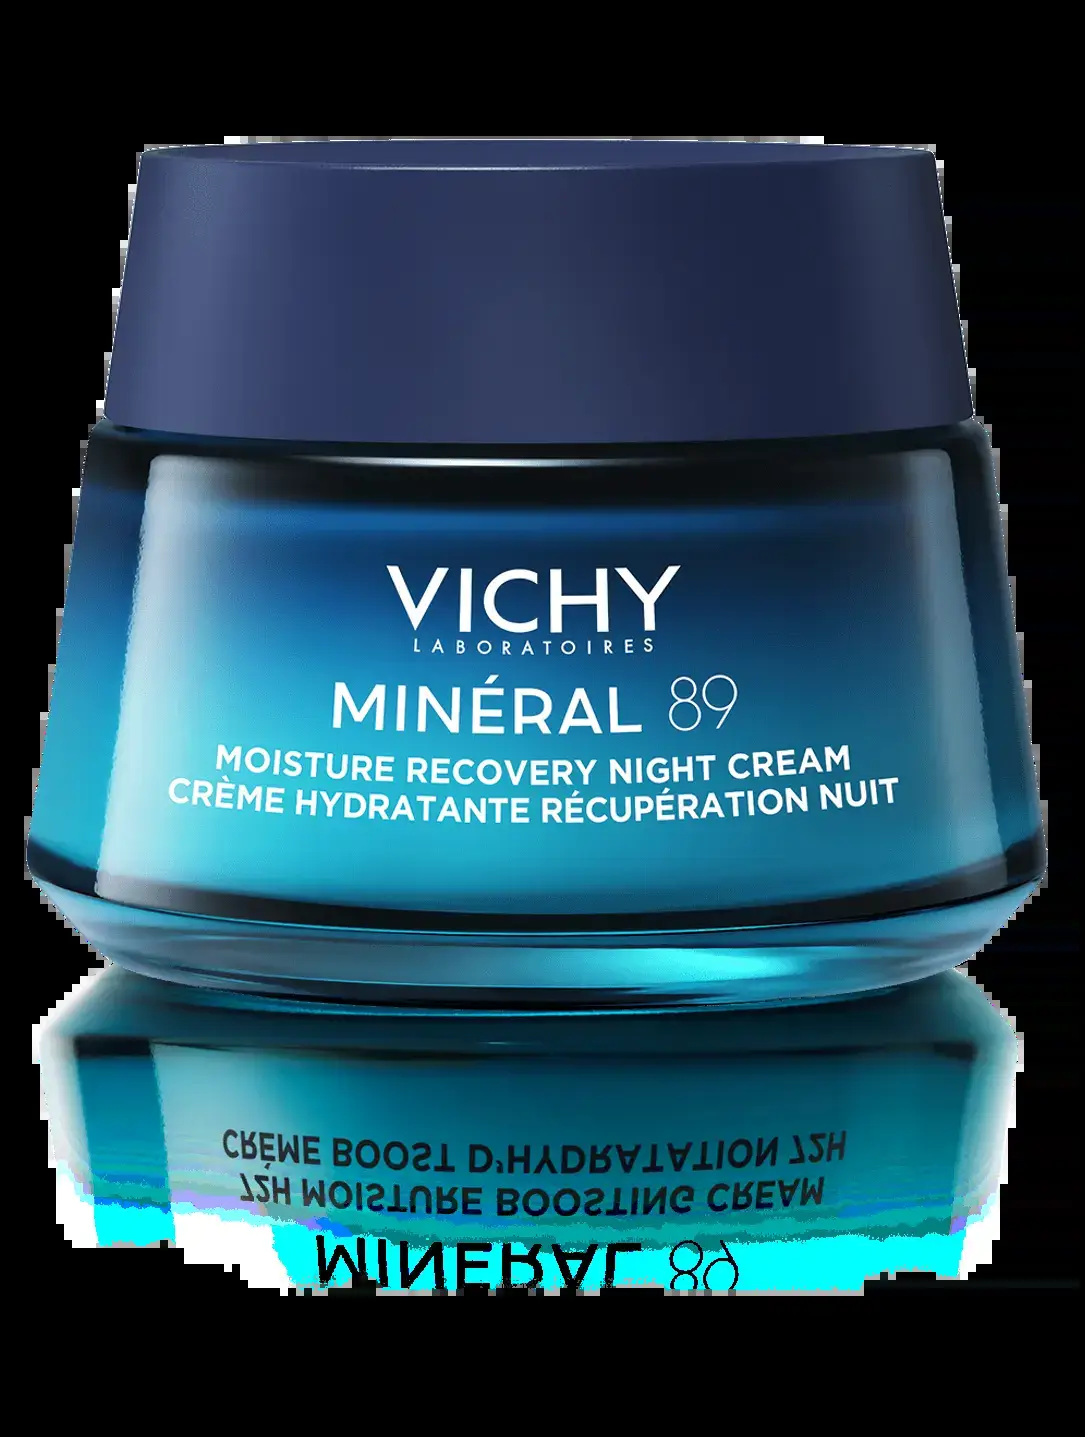 VICHY
LABORATOIRES
MINÉRAL 89
MOISTURE RECOVERY NIGHT CREAM
CRÈME HYDRATANTE RÉCUPÉRATION NUIT
CRÈME BOOST D'HYDRATATION 72H
72H MOISTURE BOOSTING CREAM
MINERAL 89